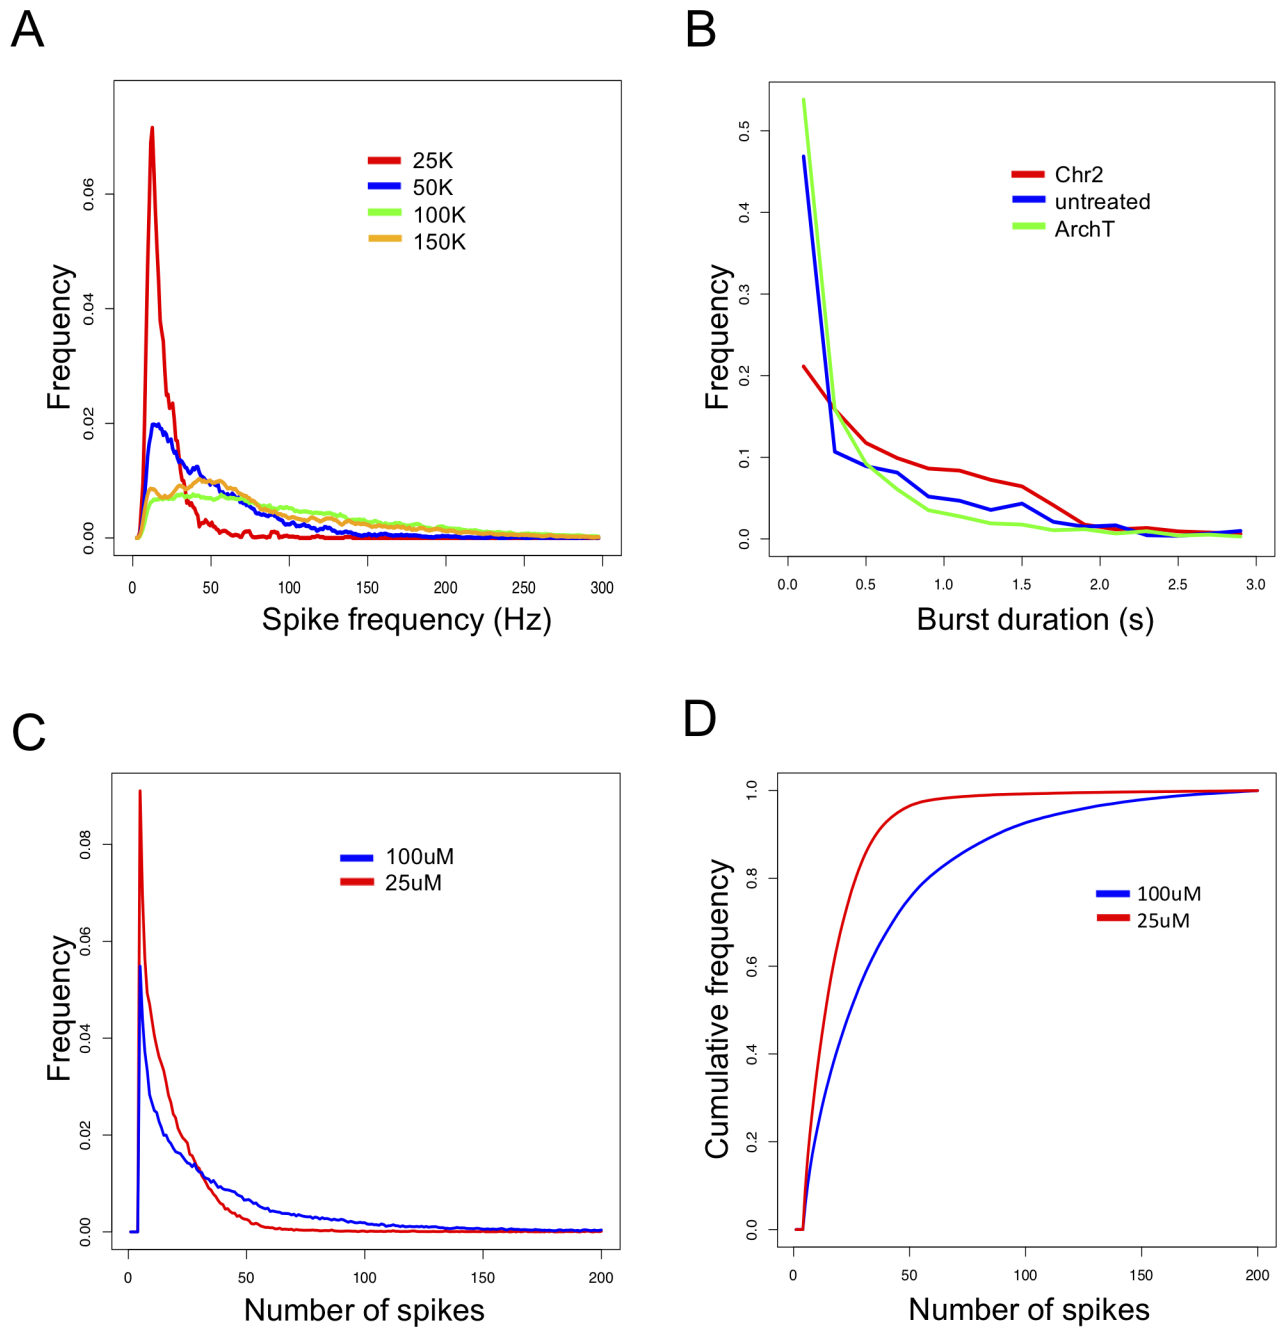 A
Frequency
0.00
0.02
0.04
0.06
25K
50K
100K
150K
0
50
100
150
200
250
300
Spike frequency (Hz)
B
Frequency
0.0
0.1
0.2
0.3
0.4
0.5
Chr2
untreated
ArchT
0.0
0.5
1.0
1.5
2.0
2.5
3.0
Burst duration (s)
C
Frequency
0.00
0.02
0.04
0.06
0.08
100uM
25uM
0
50
100
150
200
Number of spikes
D
Cumulative frequency
0.0
0.2
0.4
0.6
0.8
1.0
100uM
25uM
0
50
100
150
200
Number of spikes